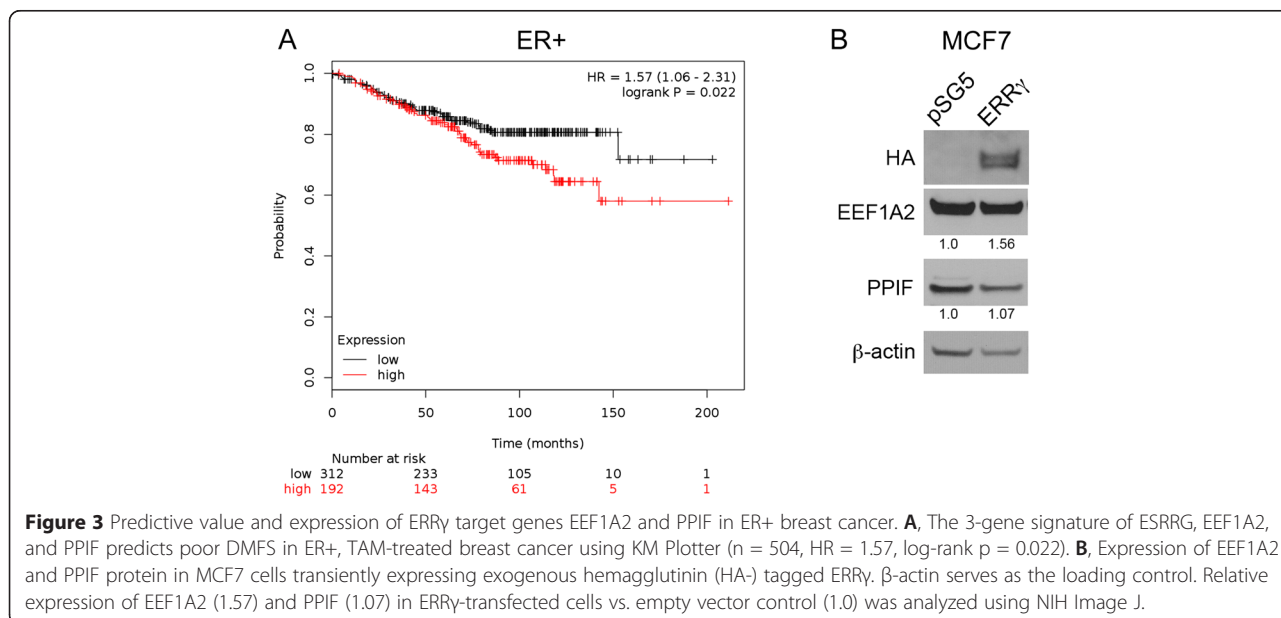 A
ER+
HR = 1.57 (1.06 - 2.31)
logrank P = 0.022
1.0
0.8
0.6
0.4
0.2
0.0
Probability
Expression
low
high
0 50 100 150 200
Time (months)
Number at risk
low 312 233 105 10 1
high 192 143 61 5 1
B
MCF7
pSG5 ERRγ
HA
EEF1A2
1.0 1.56
PPIF
1.0 1.07
β-actin
Figure 3 Predictive value and expression of ERRγ target genes EEF1A2 and PPIF in ER+ breast cancer. A, The 3-gene signature of ESRRG, EEF1A2,
and PPIF predicts poor DMFS in ER+, TAM-treated breast cancer using KM Plotter (n = 504, HR = 1.57, log-rank p = 0.022). B, Expression of EEF1A2
and PPIF protein in MCF7 cells transiently expressing exogenous hemagglutinin (HA-) tagged ERRγ. β-actin serves as the loading control. Relative
expression of EEF1A2 (1.57) and PPIF (1.07) in ERRγ-transfected cells vs. empty vector control (1.0) was analyzed using NIH Image J.